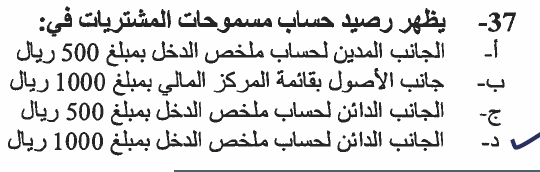 37- يظهر رصيد حساب مسموحات المشتريات في:
أ- الجانب المدين لحساب ملخص الدخل بمبلغ 500 ريال
ب- جانب الأصول بقائمة المركز المالي بمبلغ 1000 ريال
ج- الجانب الدائن لحساب ملخص الدخل بمبلغ 500 ريال
د- الجانب الدائن لحساب ملخص الدخل بمبلغ 1000 ريال